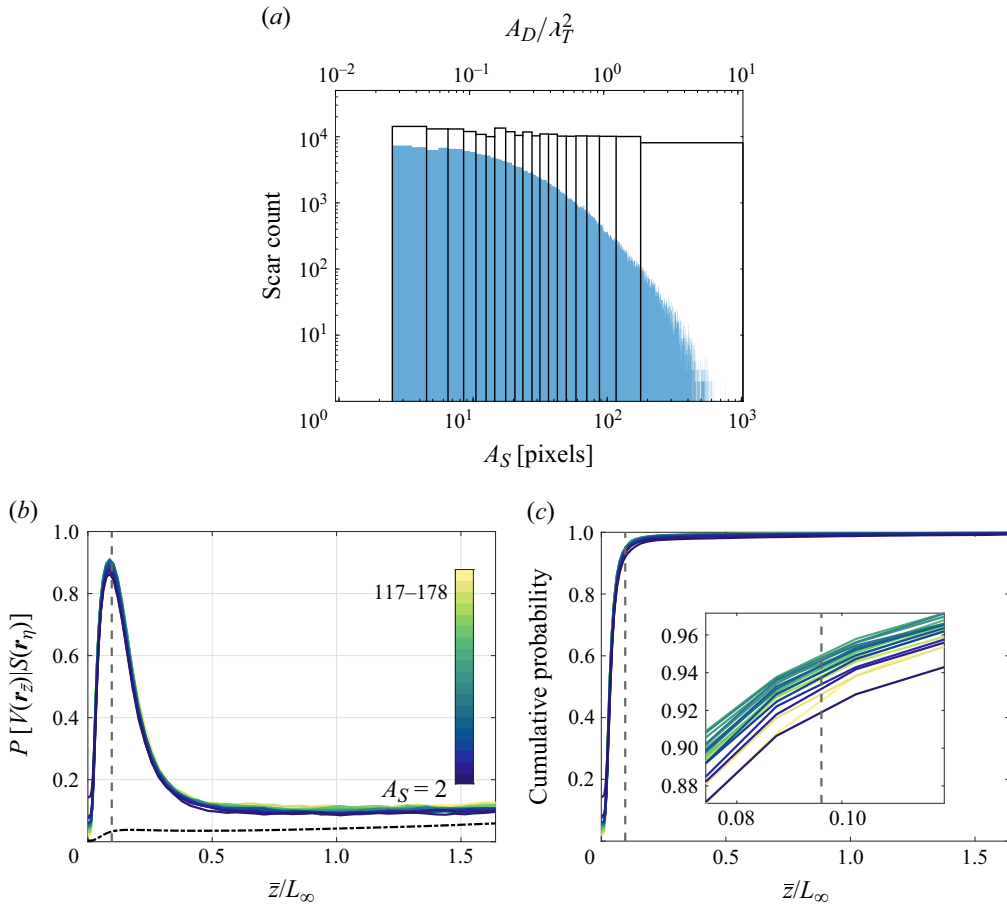 (a)
A_D/λ_T^2
10^−2 10^−1 10^0 10^1
Scar count
10^4
10^3
10^2
10^1
10^0 10^1 10^2 10^3
A_S [pixels]
(b)
P [V(r_z̄)|S(r_η)]
1.0
0.8
0.6
0.4
0.2
0 0.5 1.0 1.5
117–178
A_S = 2
z̄/L_∞
(c)
Cumulative probability
1.0
0.8
0.6
0.4
0.2
0 0.5 1.0 1.5
0.96
0.94
0.92
0.90
0.88
0.08 0.10
z̄/L_∞